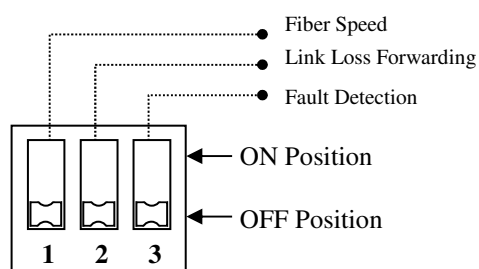 Fiber Speed
Link Loss Forwarding
Fault Detection
ON Position
OFF Position
1 2 3